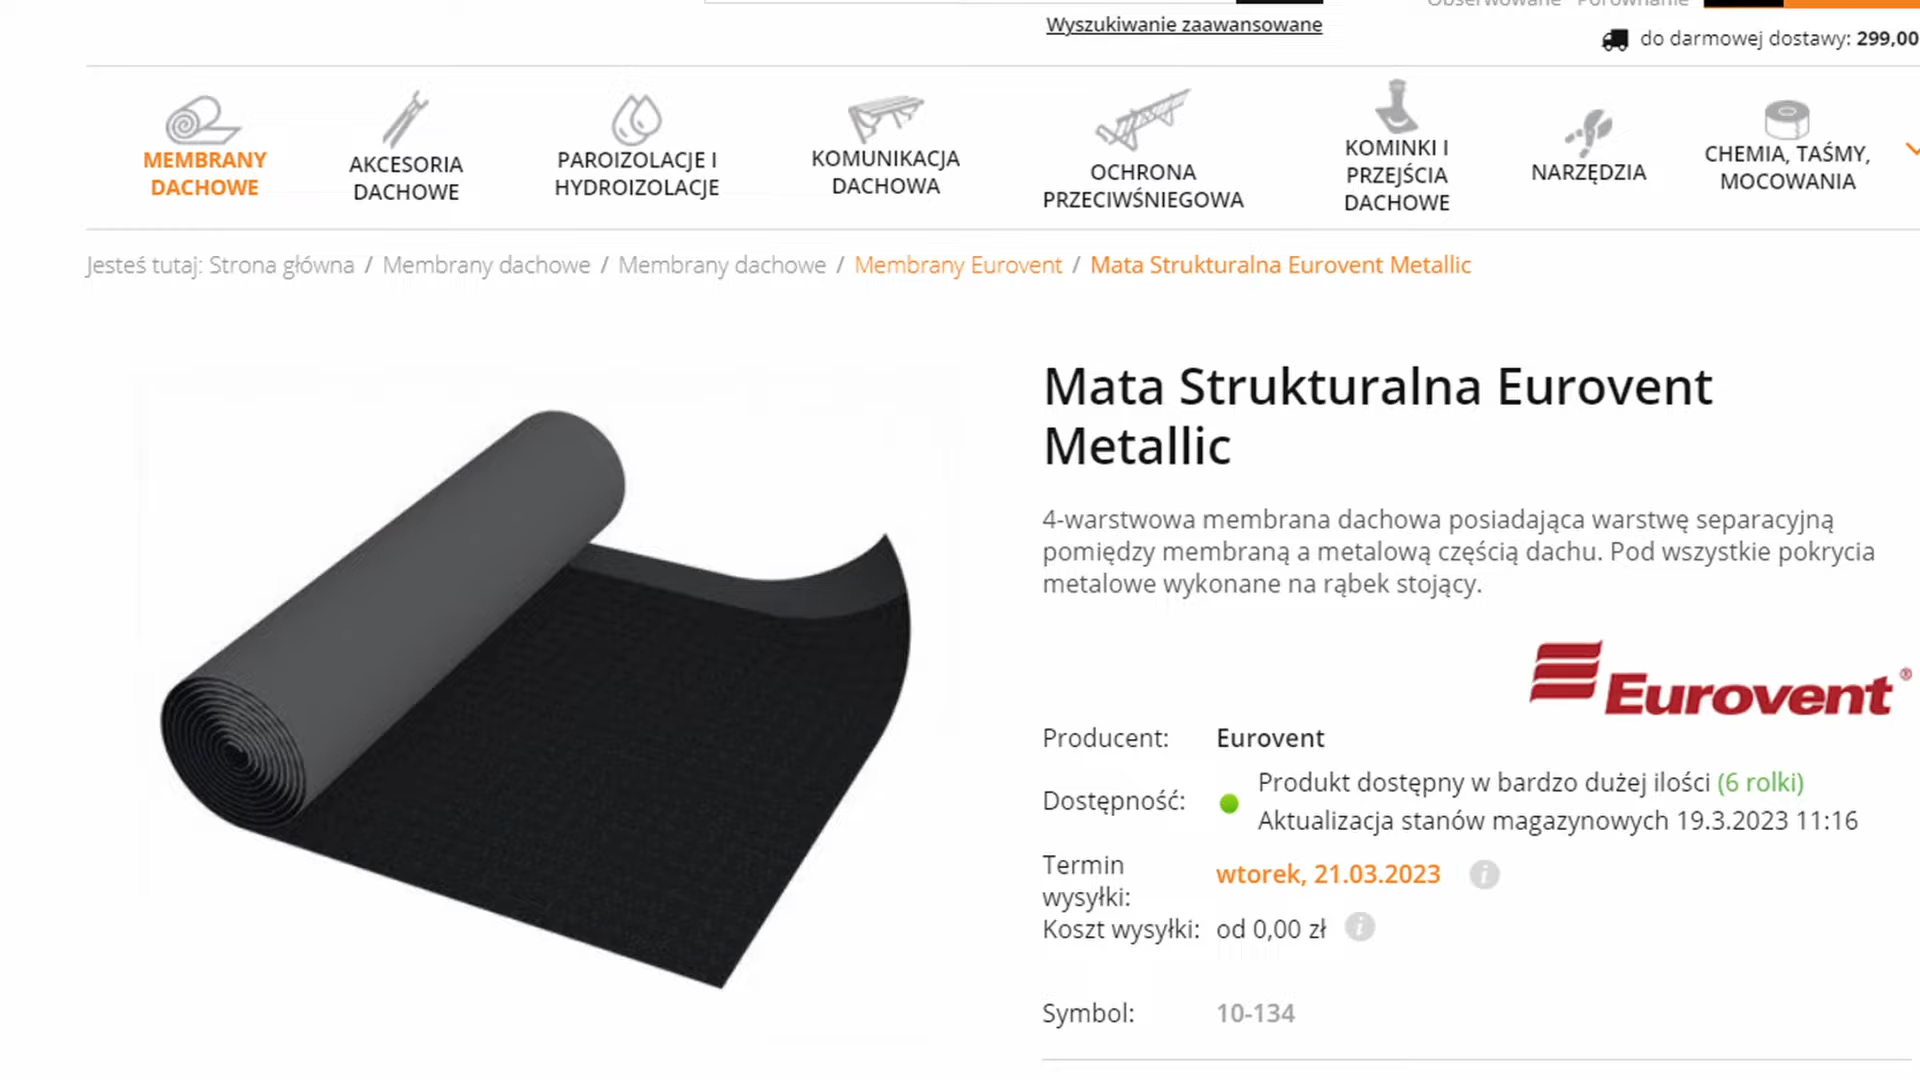 Obserwowane Porównanie
Wyszukiwanie zaawansowane
do darmowej dostawy: 299,00
MEMBRANY
DACHOWE
AKCESORIA
DACHOWE
PAROIZOLACJE I
HYDROIZOLACJE
KOMUNIKACJA
DACHOWA
OCHRONA
PRZECIWŚNIEGOWA
KOMINKI I
PRZEJŚCIA
DACHOWE
NARZĘDZIA
CHEMIA, TAŚMY,
MOCOWANIA
Jesteś tutaj: Strona główna / Membrany dachowe / Membrany dachowe / Membrany Eurovent / Mata Strukturalna Eurovent Metallic
Mata Strukturalna Eurovent
Metallic
4-warstwowa membrana dachowa posiadająca warstwę separacyjną
pomiędzy membraną a metalową częścią dachu. Pod wszystkie pokrycia
metalowe wykonane na rąbek stojący.
Eurovent®
Producent: Eurovent
Dostępność: Produkt dostępny w bardzo dużej ilości (6 rolki)
Aktualizacja stanów magazynowych 19.3.2023 11:16
Termin
wysyłki: wtorek, 21.03.2023 i
Koszt wysyłki: od 0,00 zł i
Symbol: 10-134